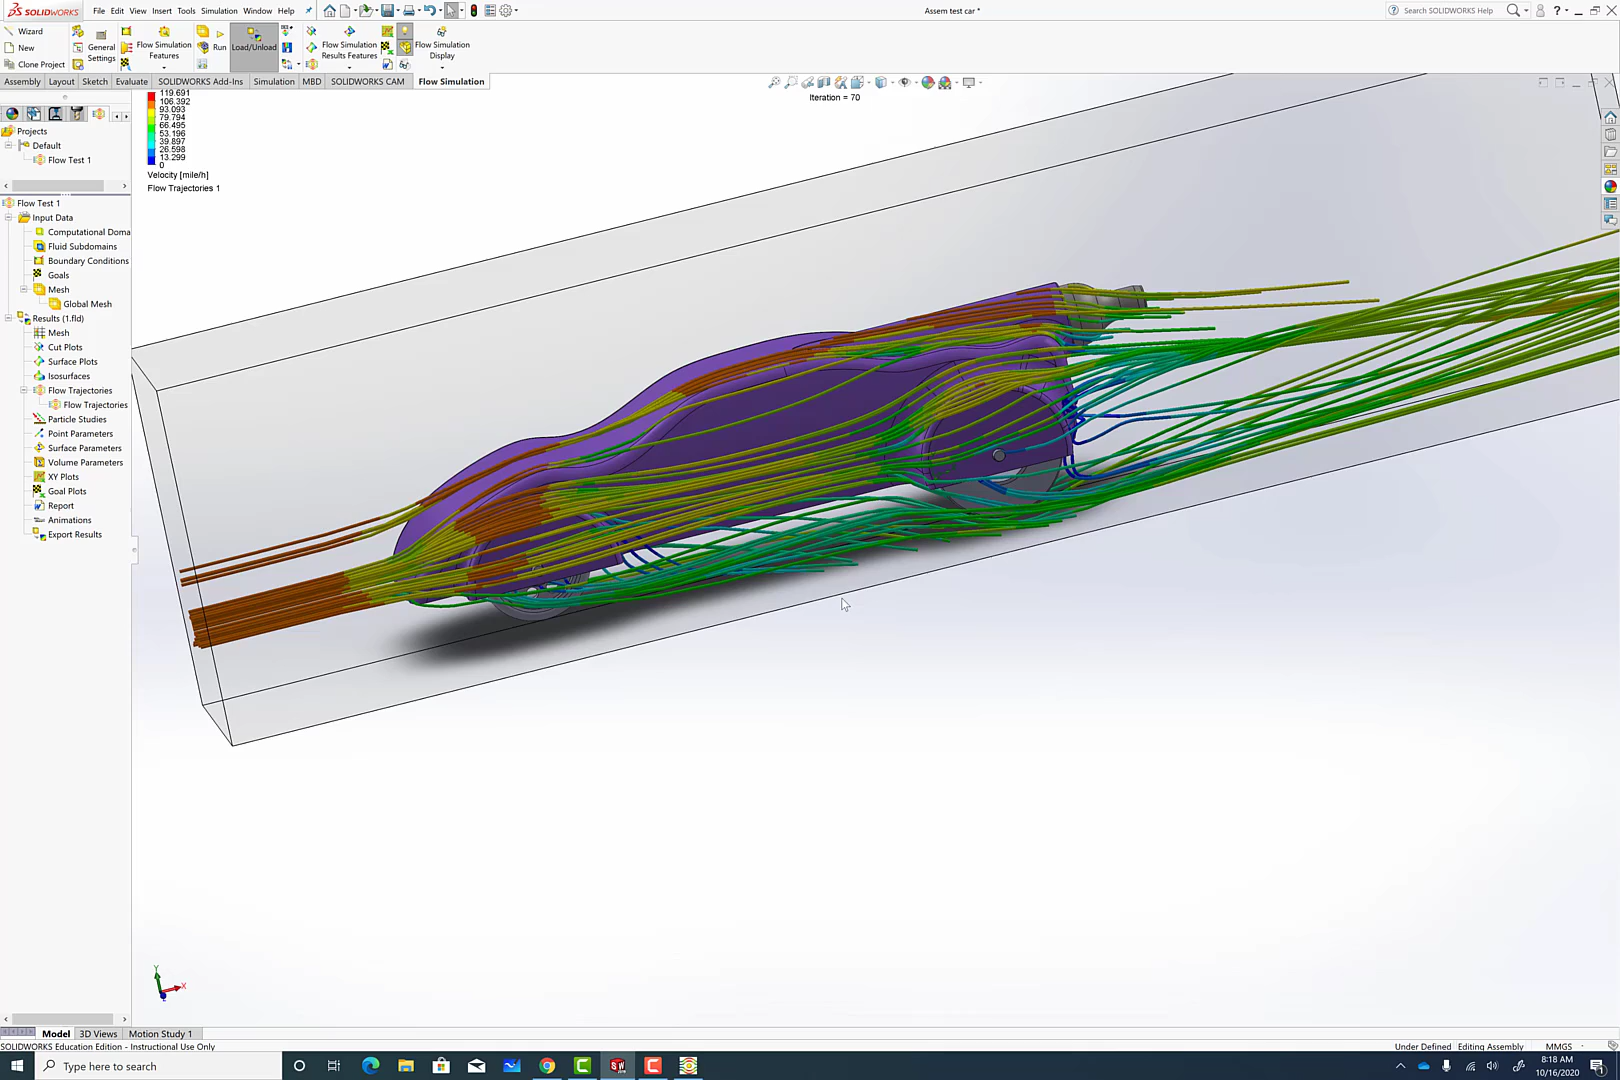 SOLIDWORKS File Edit View Insert Tools Simulation Window Help Assem test car * Search SOLIDWORKS Help
Wizard
New
Clone Project
General Settings
Flow Simulation Features
Run
Load/Unload
Flow Simulation Results Features
Flow Simulation Display
Assembly Layout Sketch Evaluate SOLIDWORKS Add-Ins Simulation MBD SOLIDWORKS CAM Flow Simulation
Iteration = 70
119.691
106.392
93.093
79.794
66.495
53.196
39.897
26.598
13.299
0
Velocity [mile/h]
Flow Trajectories 1
Projects
Default
Flow Test 1
Flow Test 1
Input Data
Computational Doma
Fluid Subdomains
Boundary Conditions
Goals
Mesh
Global Mesh
Results (1.fld)
Mesh
Cut Plots
Surface Plots
Isosurfaces
Flow Trajectories
Flow Trajectories
Particle Studies
Point Parameters
Surface Parameters
Volume Parameters
XY Plots
Goal Plots
Report
Animations
Export Results
Y
X
Model 3D Views Motion Study 1
SOLIDWORKS Education Edition - Instructional Use Only
Under Defined Editing Assembly MMGS
Type here to search
8:18 AM
10/16/2020